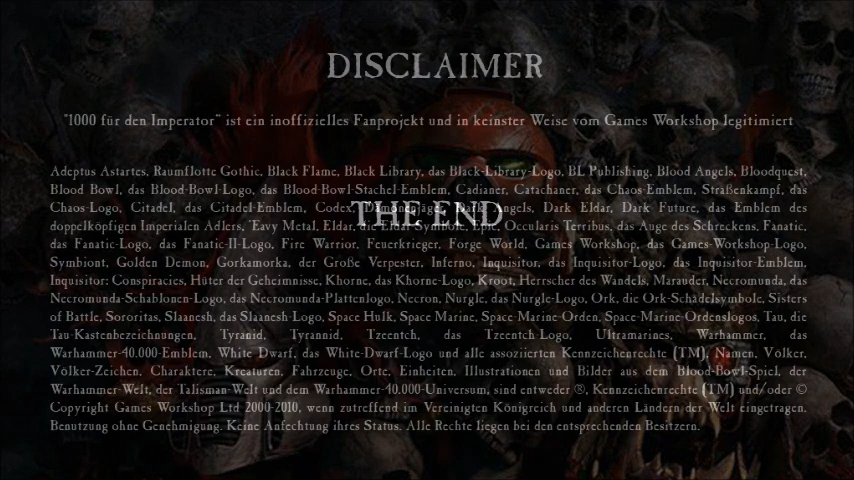 DISCLAIMER
"1000 für den Imperator" ist ein inoffizielles Fanprojekt und in keinster Weise vom Games Workshop legitimiert
Adeptus Astartes, Raumflotte Gothic, Black Flame, Black Library, das Black-Library-Logo, BL Publishing, Blood Angels, Bloodquest,
Blood Bowl, das Blood-Bowl-Logo, das Blood-Bowl-Stachel-Emblem, Cadianer, Catachaner, das Chaos-Emblem, Straßenkampf, das
Chaos-Logo, Citadel, das Citadel-Emblem, Codex, Angels, Dark Eldar, Dark Future, das Emblem des
THE END
doppelköpfigen Imperialen Adlers, 'Eavy Metal, Eldar, die Eldar-Symbole, Epic, Occularis Terribus, das Auge des Schreckens, Fanatic,
das Fanatic-Logo, das Fanatic-II-Logo, Fire Warrior, Feuerkrieger, Forge World, Games Workshop, das Games-Workshop-Logo,
Symbiont, Golden Demon, Gorkamorka, der Große Verpester, Inferno, Inquisitor, das Inquisitor-Logo, das Inquisitor-Emblem,
Inquisitor: Conspiracies, Hüter der Geheimnisse, Khorne, das Khorne-Logo, Kroot, Herrscher des Wandels, Marauder, Necromunda, das
Necromunda-Schablonen-Logo, das Necromunda-Plattenlogo, Necron, Nurgle, das Nurgle-Logo, Ork, die Ork-Schädelsymbole, Sisters
of Battle, Sororitas, Slaanesh, das Slaanesh-Logo, Space Hulk, Space Marine, Space-Marine-Orden, Space-Marine-Ordenslogos, Tau, die
Tau-Kastenbezeichnungen, Tyranid, Tyrannid, Tzeentch, das Tzeentch-Logo, Ultramarines, Warhammer, das
Warhammer-40.000-Emblem, White Dwarf, das White-Dwarf-Logo und alle assoziierten Kennzeichenrechte (TM), Namen, Völker,
Völker-Zeichen, Charaktere, Kreaturen, Fahrzeuge, Orte, Einheiten, Illustrationen und Bilder aus dem Blood-Bowl-Spiel, der
Warhammer-Welt, der Talisman-Welt und dem Warhammer-40.000-Universum, sind entweder ®, Kennzeichenrechte (TM) und/oder ©
Copyright Games Workshop Ltd 2000-2010, wenn zutreffend im Vereinigten Königreich und anderen Ländern der Welt eingetragen.
Benutzung ohne Genehmigung. Keine Anfechtung ihres Status. Alle Rechte liegen bei den entsprechenden Besitzern.